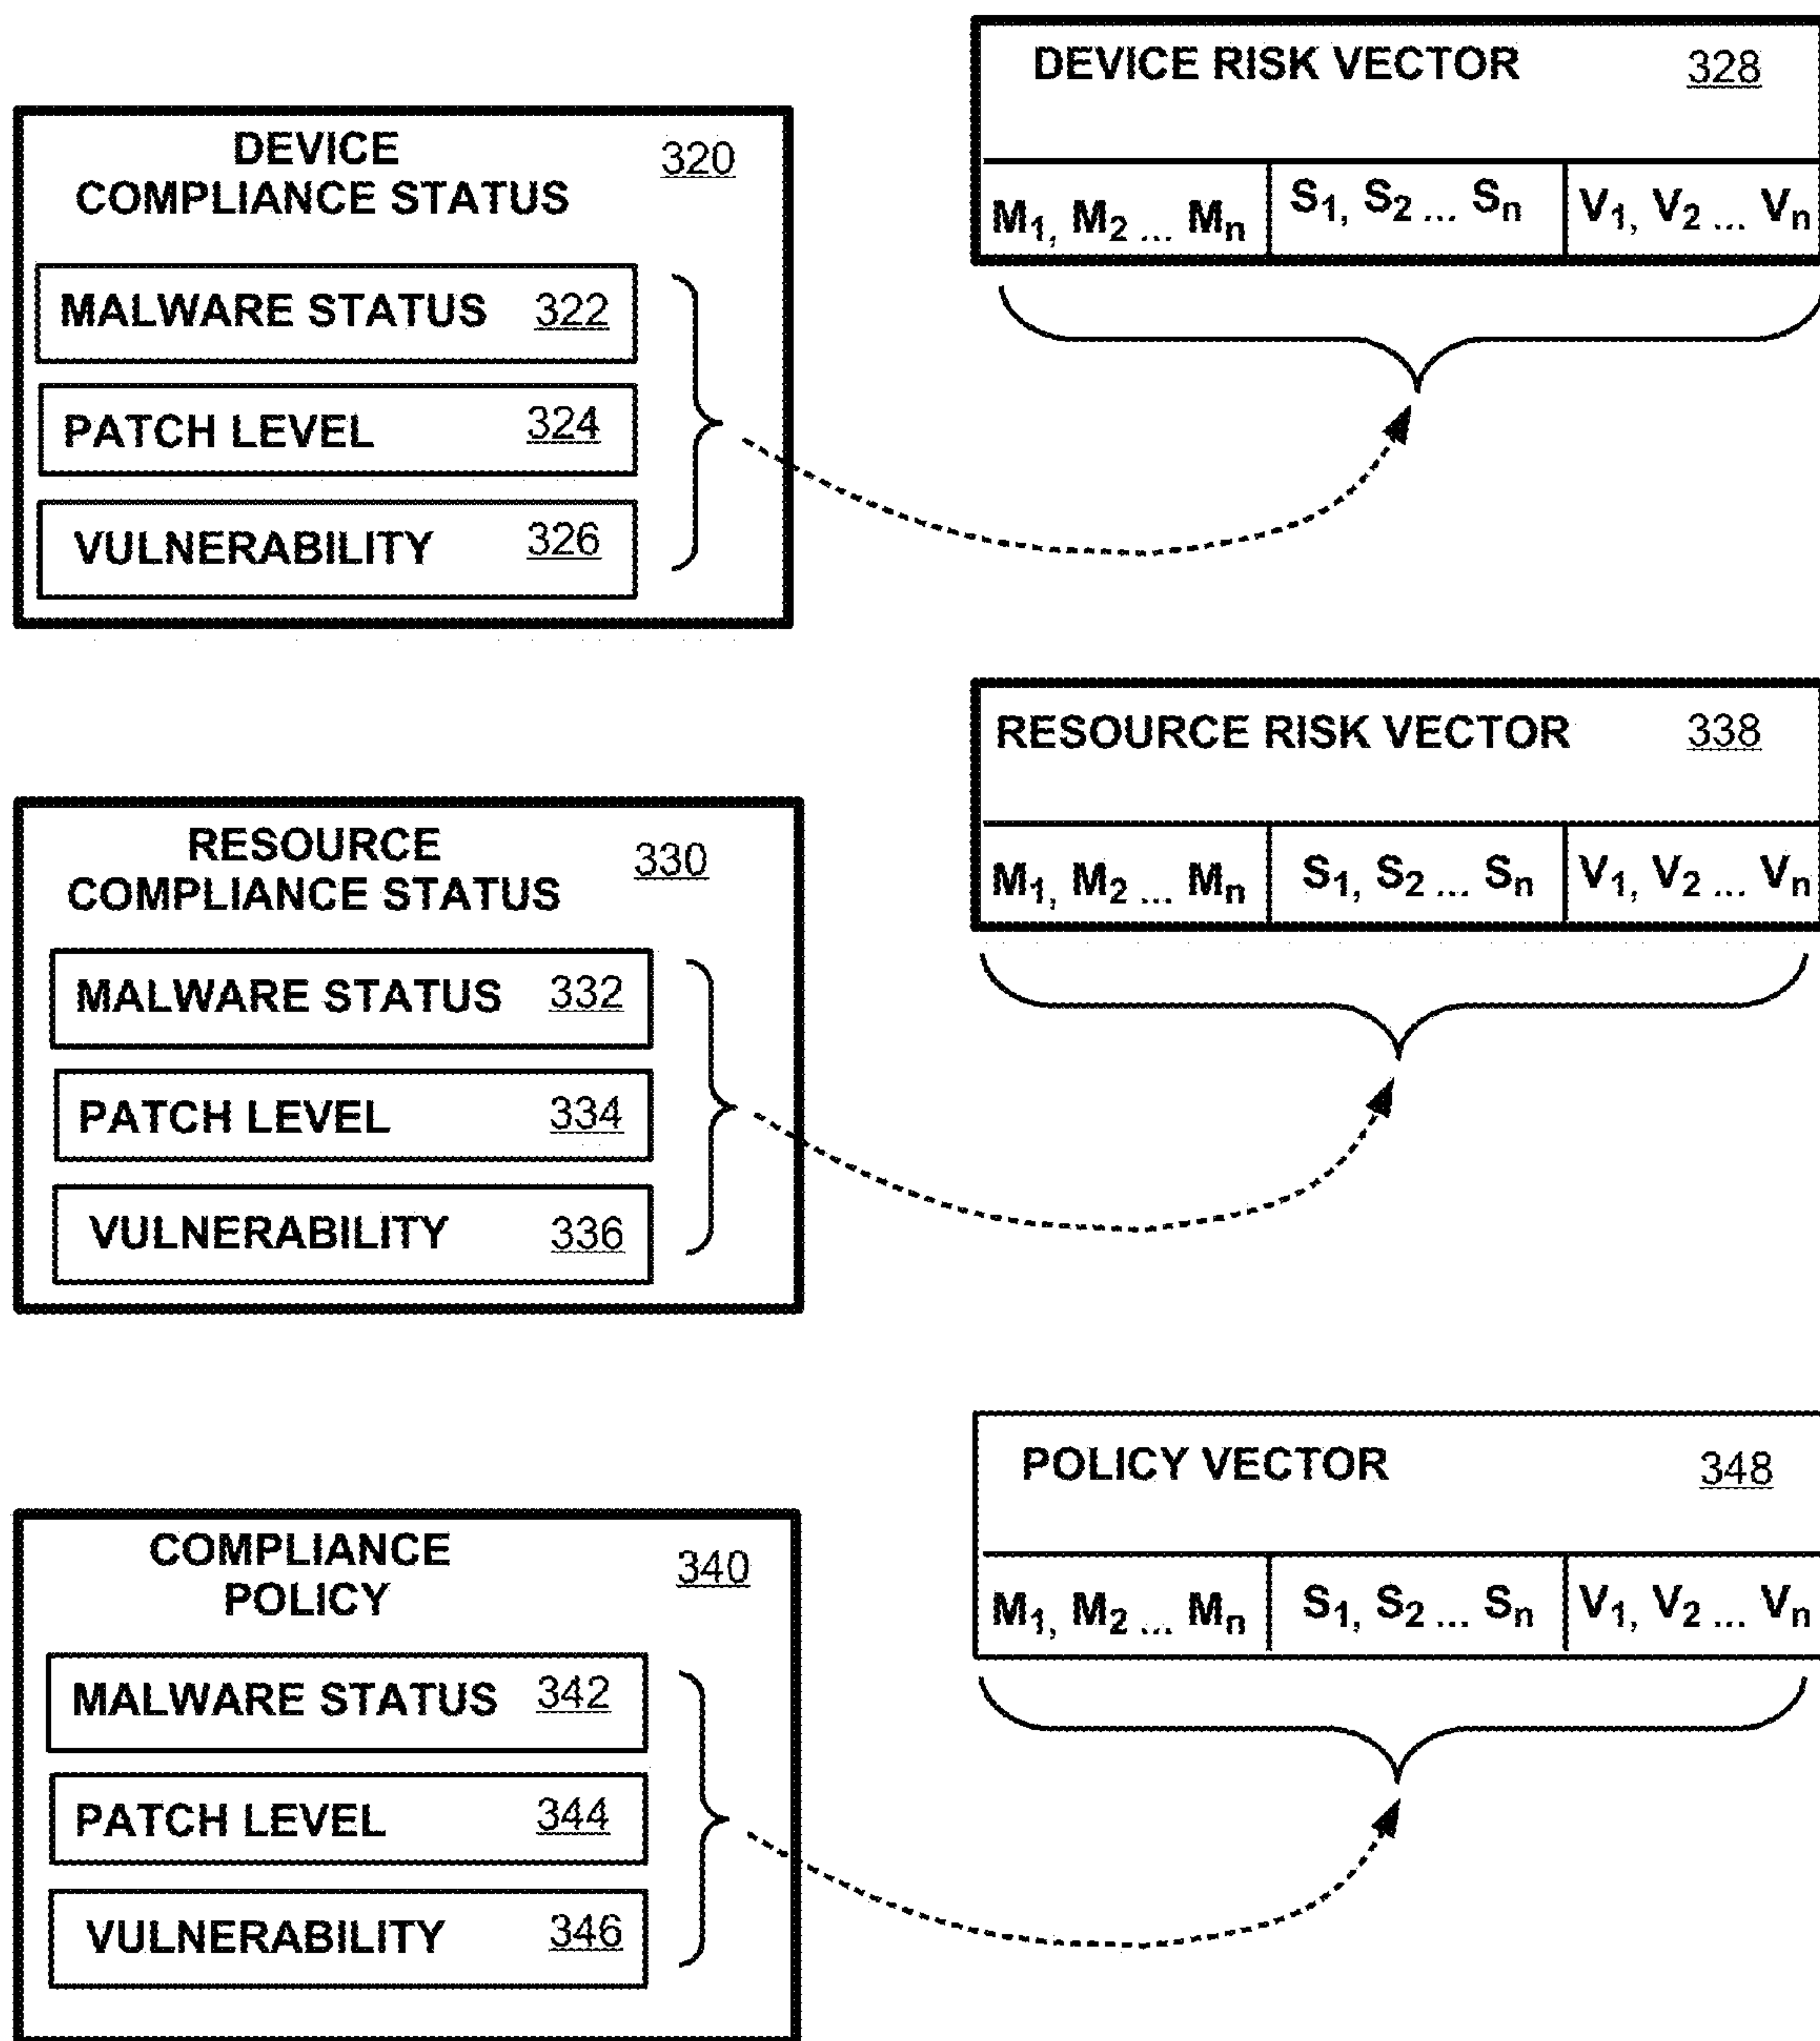 DEVICE RISK VECTOR 328
M₁, M₂ ... Mₙ S₁, S₂ ... Sₙ V₁, V₂ ... Vₙ
DEVICE 320
COMPLIANCE STATUS
MALWARE STATUS 322
PATCH LEVEL 324
VULNERABILITY 326
RESOURCE RISK VECTOR 338
M₁, M₂ ... Mₙ S₁, S₂ ... Sₙ V₁, V₂ ... Vₙ
RESOURCE 330
COMPLIANCE STATUS
MALWARE STATUS 332
PATCH LEVEL 334
VULNERABILITY 336
POLICY VECTOR 348
M₁, M₂ ... Mₙ S₁, S₂ ... Sₙ V₁, V₂ ... Vₙ
COMPLIANCE 340
POLICY
MALWARE STATUS 342
PATCH LEVEL 344
VULNERABILITY 346